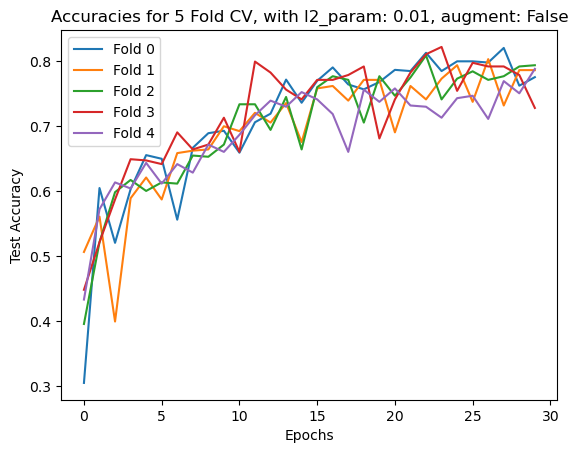 Accuracies for 5 Fold CV, with l2_param: 0.01, augment: False
Fold 0
Fold 1
Fold 2
Fold 3
Fold 4
Test Accuracy
0.8
0.7
0.6
0.5
0.4
0.3
0 5 10 15 20 25 30
Epochs